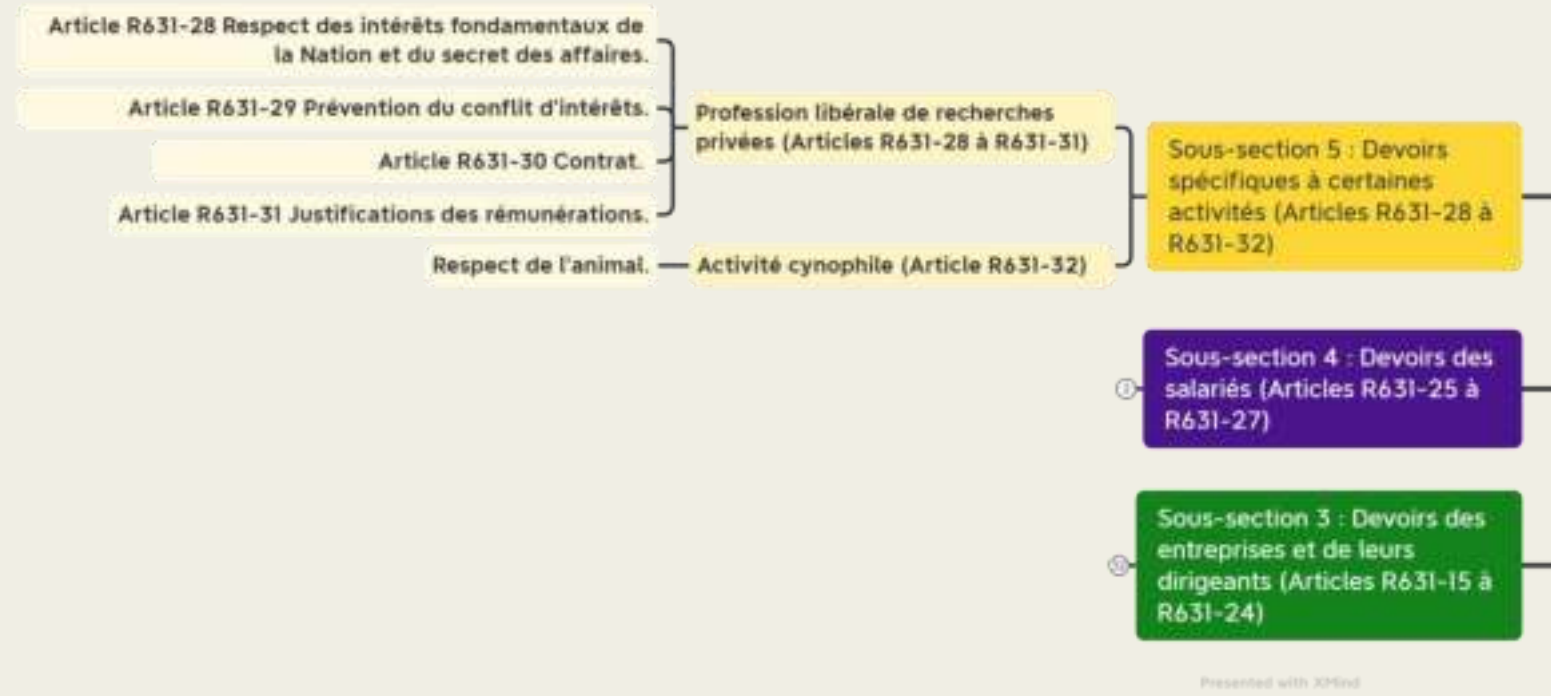 Article R631-28 Respect des intérêts fondamentaux de
la Nation et du secret des affaires.
Article R631-29 Prévention du conflit d'intérêts.
Article R631-30 Contrat.
Article R631-31 Justifications des rémunérations.
Profession libérale de recherches
privées (Articles R631-28 à R631-31)
Respect de l'animal.
Activité cynophile (Article R631-32)
Sous-section 5 : Devoirs
spécifiques à certaines
activités (Articles R631-28 à
R631-32)
Sous-section 4 : Devoirs des
salariés (Articles R631-25 à
R631-27)
Sous-section 3 : Devoirs des
entreprises et de leurs
dirigeants (Articles R631-15 à
R631-24)
Presented with XMind